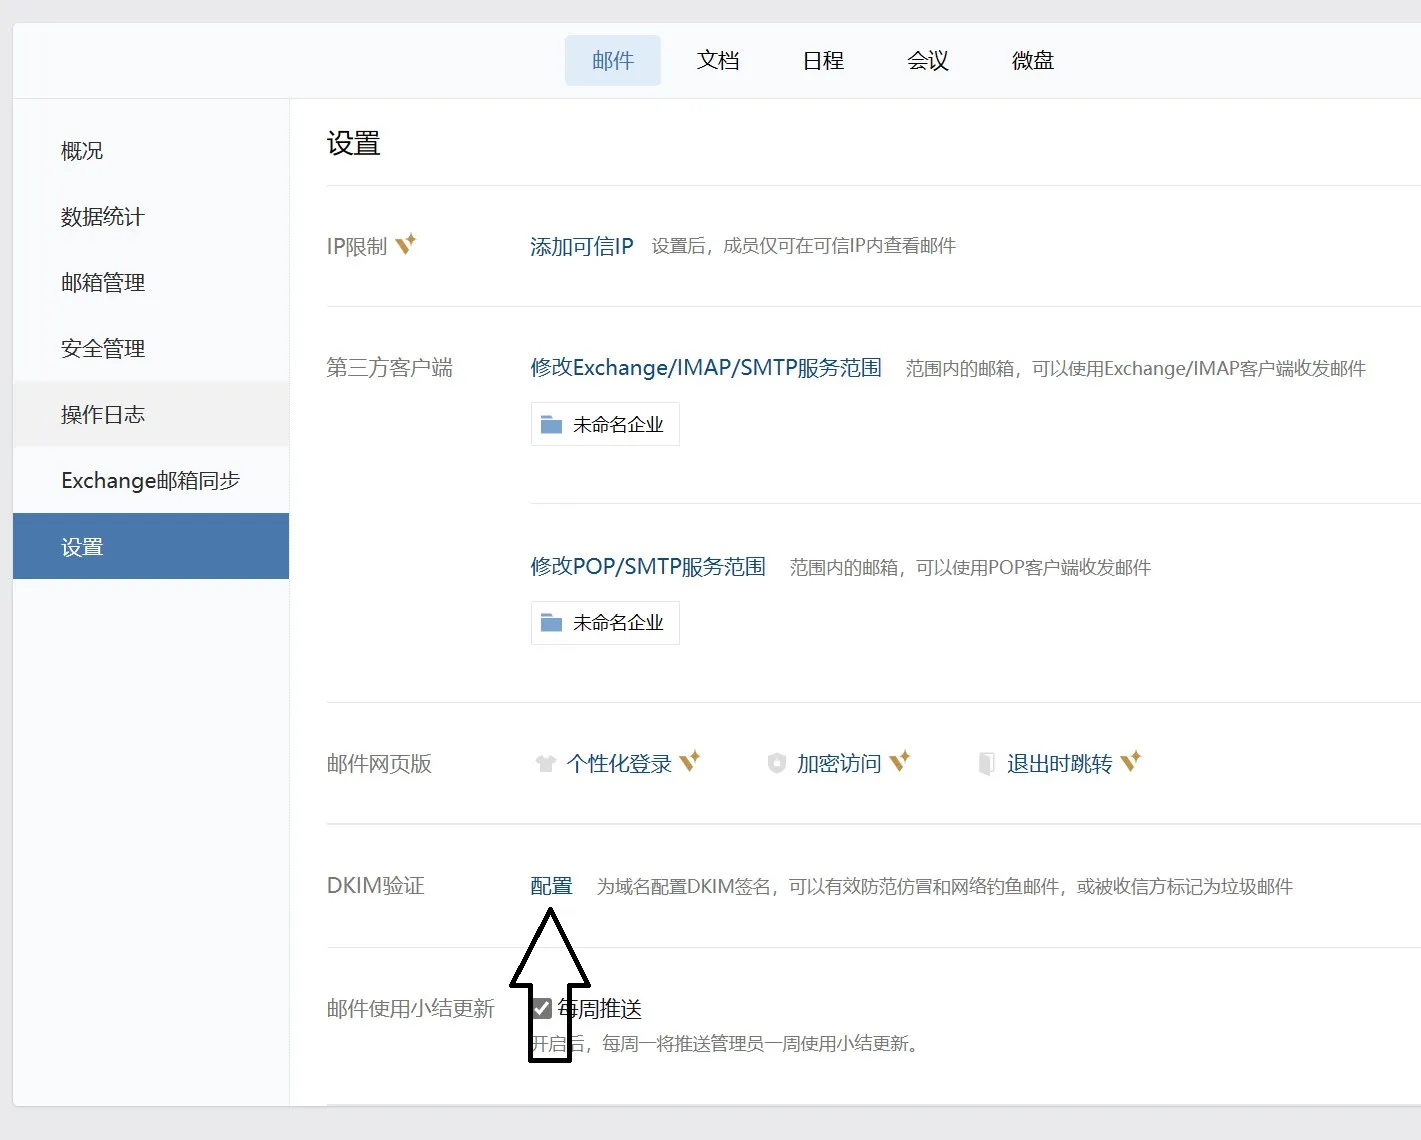 邮件 文档 日程 会议 微盘
概况
数据统计
邮箱管理
安全管理
操作日志
Exchange邮箱同步
设置
设置
IP限制 添加可信IP 设置后，成员仅可在可信IP内查看邮件
第三方客户端 修改Exchange/IMAP/SMTP服务范围 范围内的邮箱，可以使用Exchange/IMAP客户端收发邮件
未命名企业
修改POP/SMTP服务范围 范围内的邮箱，可以使用POP客户端收发邮件
未命名企业
邮件网页版 个性化登录 加密访问 退出时跳转
DKIM验证 配置 为域名配置DKIM签名，可以有效防范仿冒和网络钓鱼邮件，或被收信方标记为垃圾邮件
邮件使用小结更新 每周推送
开启后，每周一将推送管理员一周使用小结更新。